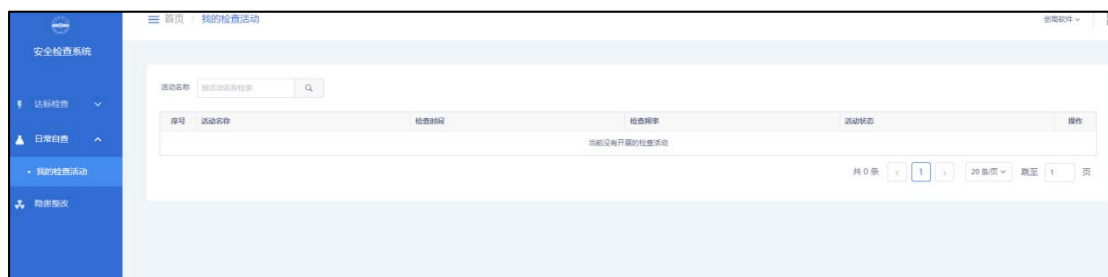 首页 / 我的检查活动
创高软件
安全检查系统
活动名称 按活动名称检索
达标检查
序号 活动名称 检查时间 检查频率 活动状态 操作
日常自查
当前没有开展的检查活动
• 我的检查活动
共 0 条 < 1 > 20 条/页 跳至 1 页
隐患整改